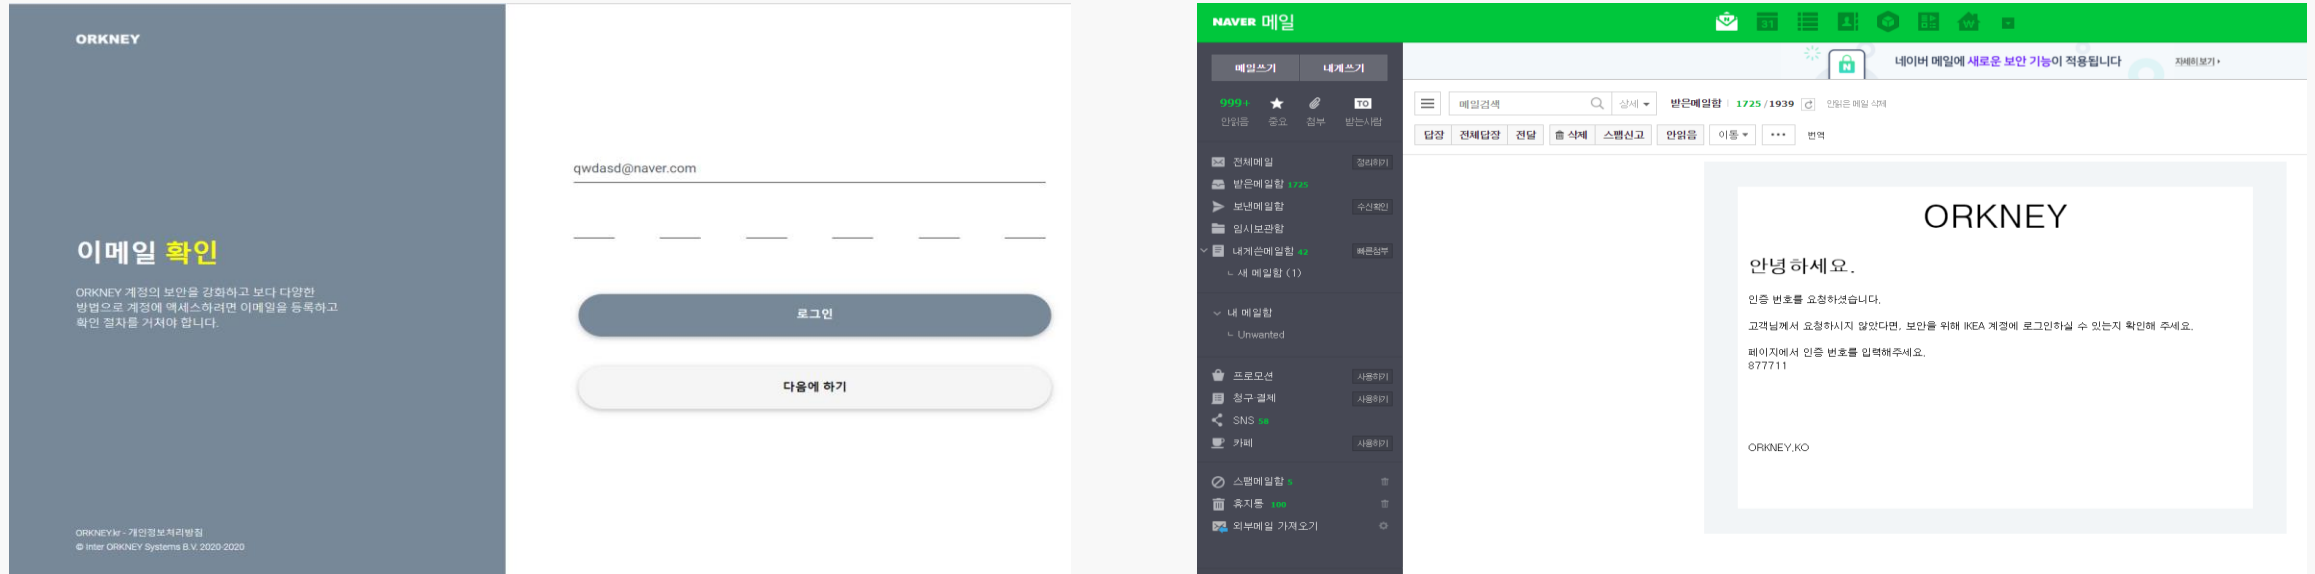 ORKNEY
이메일 확인
ORKNEY 계정의 보안을 강화하고 보다 다양한
방법으로 계정에 액세스하려면 이메일을 등록하고
확인 절차를 거쳐야 합니다.
ORKNEY.kr - 개인정보처리방침
© Inter ORKNEY Systems B.V. 2020-2020
qwdasd@naver.com
로그인
다음에 하기
NAVER 메일
31
W
네이버 메일에 새로운 보안 기능이 적용됩니다
자세히보기
N
메일쓰기 내게쓰기
999+ TO
안읽음 중요 첨부 받는사람
전체메일 정리하기
받은메일함 1725
보낸메일함 수신확인
임시보관함
내게쓴메일함 42 빠른첨부
새 메일함 (1)
내 메일함
Unwanted
프로모션 사용하기
청구·결제 사용하기
SNS 58
카페 사용하기
스팸메일함 5
휴지통 100
외부메일 가져오기
메일검색 상세 받은메일함 1725 / 1939 안읽은메일 삭제
답장 전체답장 전달 삭제 스팸신고 안읽음 이동 ••• 번역
ORKNEY
안녕하세요.
인증 번호를 요청하셧습니다.
고객님께서 요청하시지 않았다면, 보안을 위해 IKEA 계정에 로그인하실 수 있는지 확인해 주세요.
페이지에서 인증 번호를 입력해주세요.
877711
ORKNEY.KO